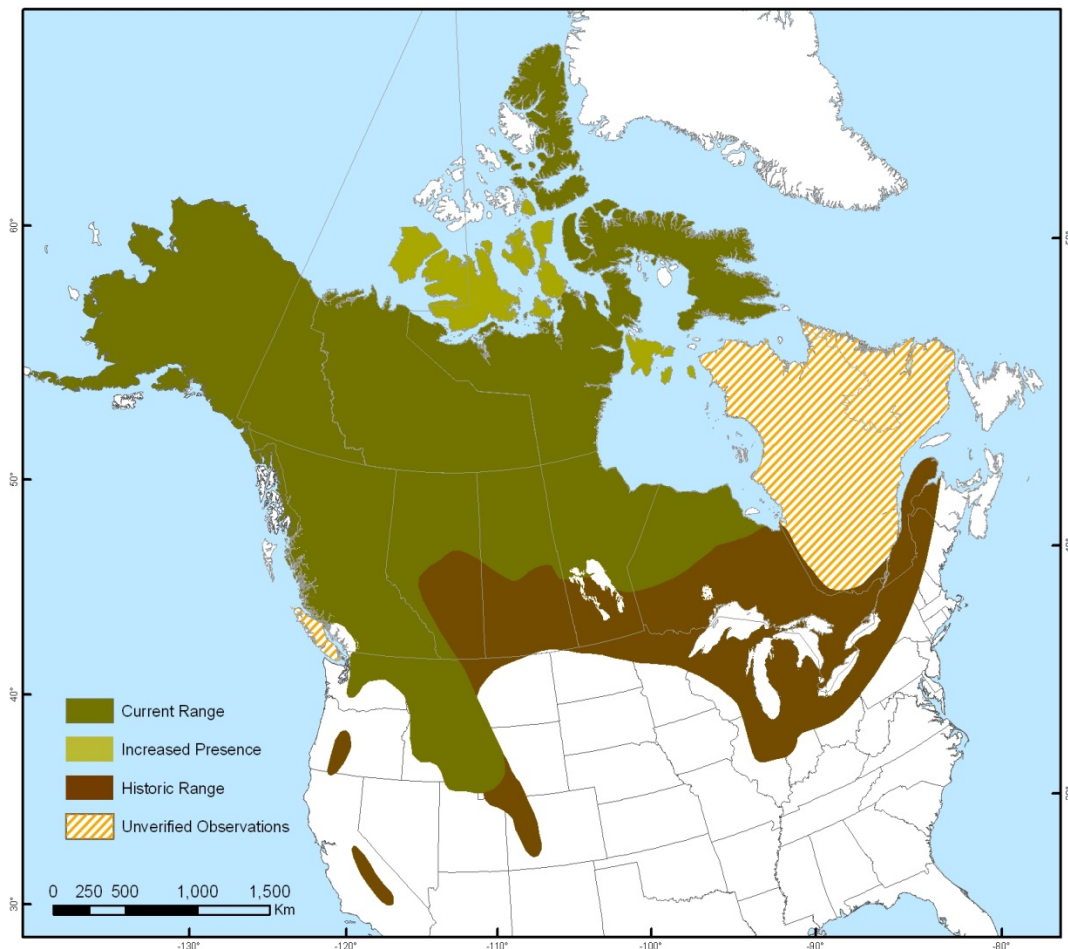 Current Range
Increased Presence
Historic Range
Unverified Observations
0 250 500 1,000 1,500
Km
60°
50°
40°
30°
-130°
-120°
-110°
-100°
-90°
-80°